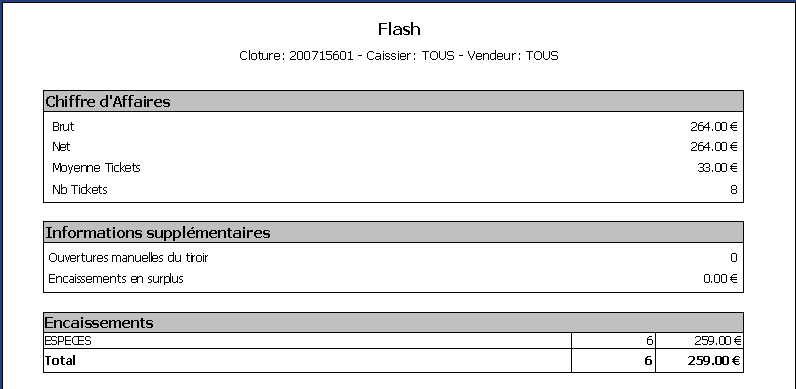 Flash
Cloture: 200715601 - Caissier: TOUS - Vendeur: TOUS
Chiffre d'Affaires
Brut 264.00 €
Net 264.00 €
Moyenne Tickets 33.00 €
Nb Tickets 8
Informations supplémentaires
Ouvertures manuelles du tiroir 0
Encaissements en surplus 0.00 €
Encaissements
ESPECES 6 259.00 €
Total 6 259.00 €